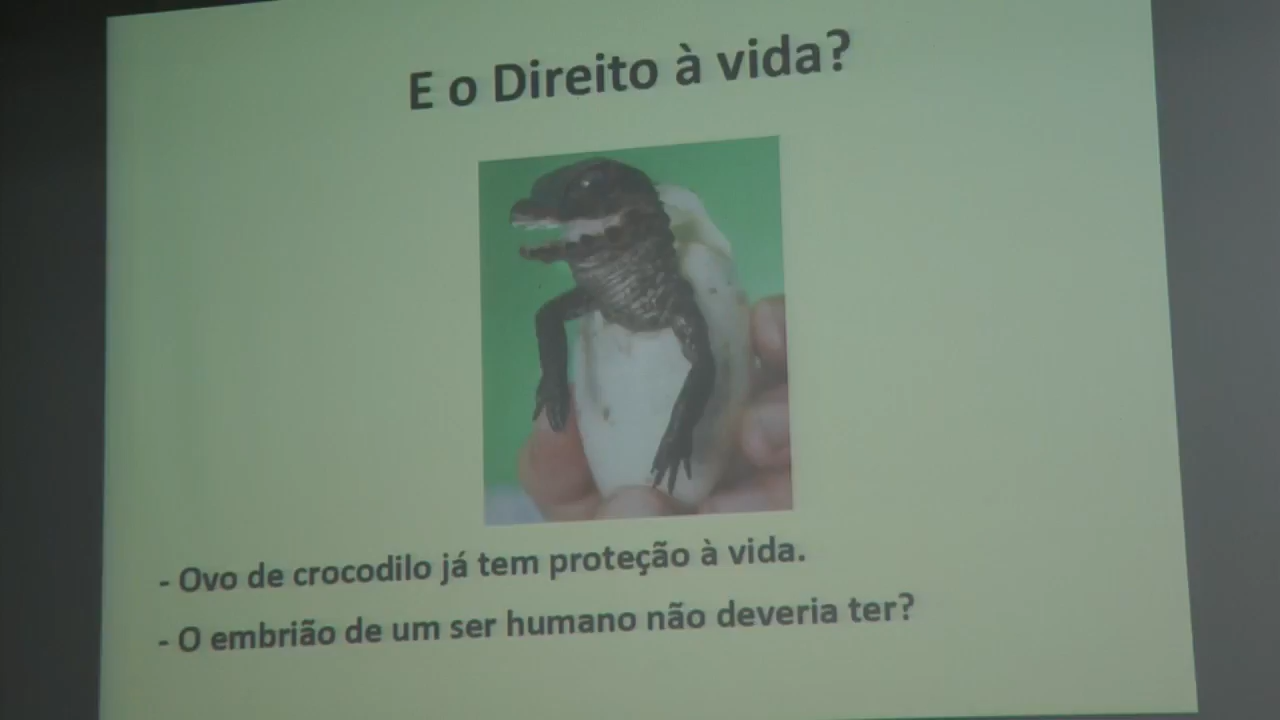 E o Direito à vida?
- Ovo de crocodilo já tem proteção à vida.
- O embrião de um ser humano não deveria ter?